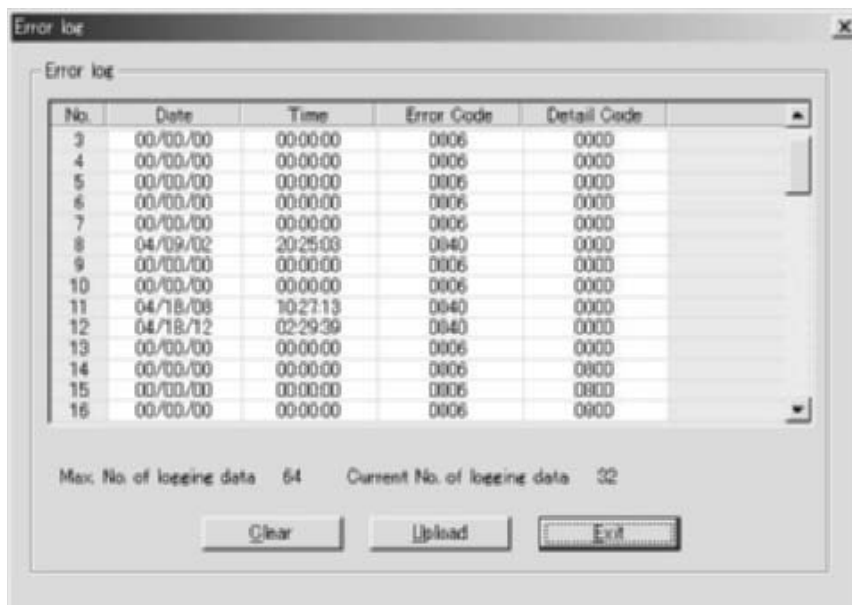 Error log
Error log
No. Date Time Error Code Detail Code
3 00/00/00 00:00:00 0006 0000
4 00/00/00 00:00:00 0006 0000
5 00/00/00 00:00:00 0006 0000
6 00/00/00 00:00:00 0006 0000
7 00/00/00 00:00:00 0006 0000
8 04/09/02 20:25:03 0040 0000
9 00/00/00 00:00:00 0006 0000
10 00/00/00 00:00:00 0006 0000
11 04/18/08 10:27:13 0040 0000
12 04/18/12 02:29:39 0040 0000
13 00/00/00 00:00:00 0006 0000
14 00/00/00 00:00:00 0006
15 00/00/00 00:00:00 0006
16 00/00/00 00:00:00 0006
Max. No. of logging data 64 Current No. of logging data 32
Clear Upload Exit